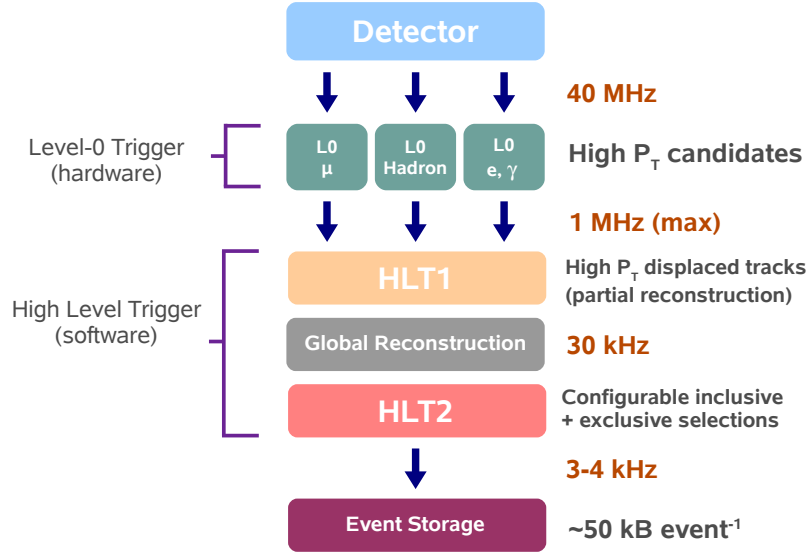 Detector
40 MHz
Level-0 Trigger
(hardware)
L0
μ
L0
Hadron
L0
e, γ
High P_T candidates
1 MHz (max)
High Level Trigger
(software)
HLT1
High P_T displaced tracks
(partial reconstruction)
Global Reconstruction
30 kHz
HLT2
Configurable inclusive
+ exclusive selections
3-4 kHz
Event Storage
~50 kB event⁻¹